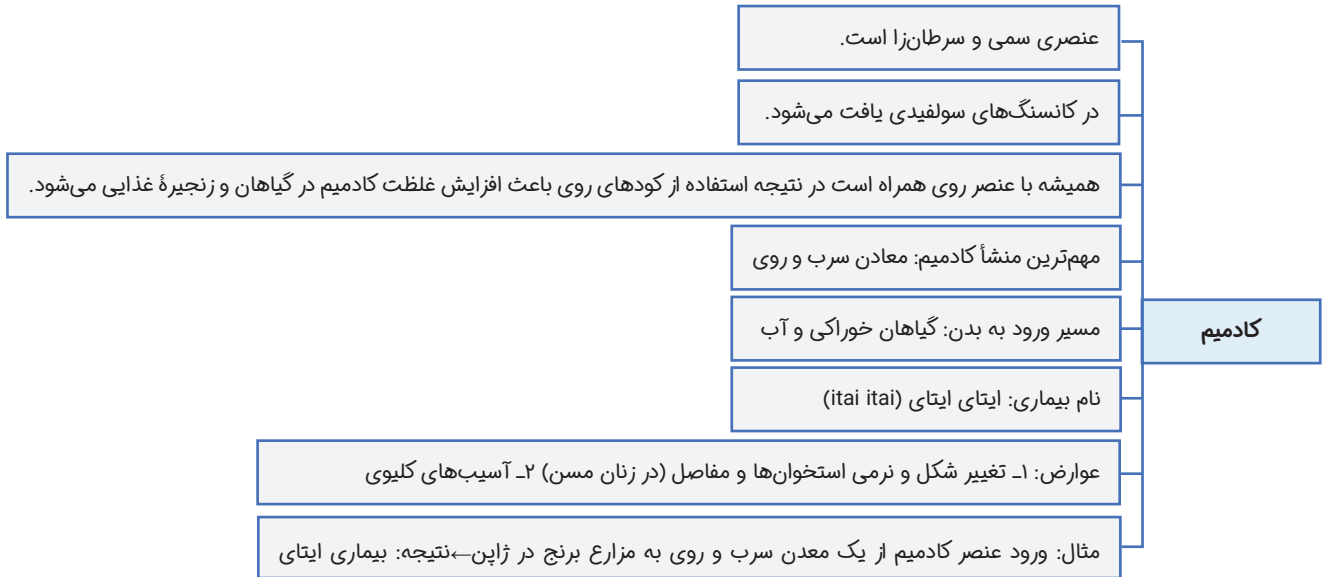 کادمیم
عنصری سمی و سرطان‌زا است.
در کانسنگ‌های سولفیدی یافت می‌شود.
همیشه با عنصر روی همراه است در نتیجه استفاده از کودهای روی باعث افزایش غلظت کادمیم در گیاهان و زنجیرهٔ غذایی می‌شود.
مهم‌ترین منشأ کادمیم: معادن سرب و روی
مسیر ورود به بدن: گیاهان خوراکی و آب
نام بیماری: ایتای ایتای (itai itai)
عوارض: ۱ـ تغییر شکل و نرمی استخوان‌ها و مفاصل (در زنان مسن) ۲ـ آسیب‌های کلیوی
مثال: ورود عنصر کادمیم از یک معدن سرب و روی به مزارع برنج در ژاپن←نتیجه: بیماری ایتای